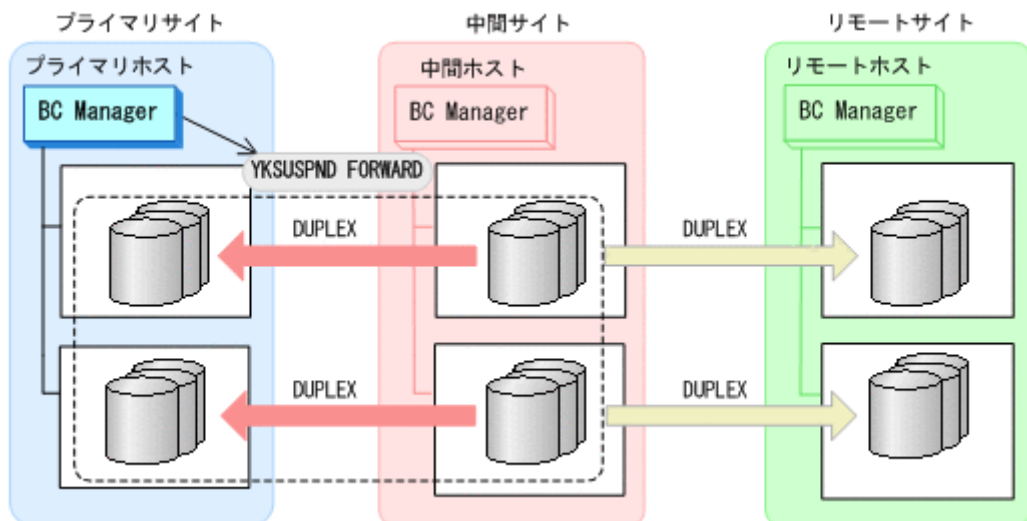 プライマリサイト
中間サイト
リモートサイト
プライマリホスト
中間ホスト
リモートホスト
BC Manager
BC Manager
BC Manager
YKSUSPND FORWARD
DUPLEX
DUPLEX
DUPLEX
DUPLEX